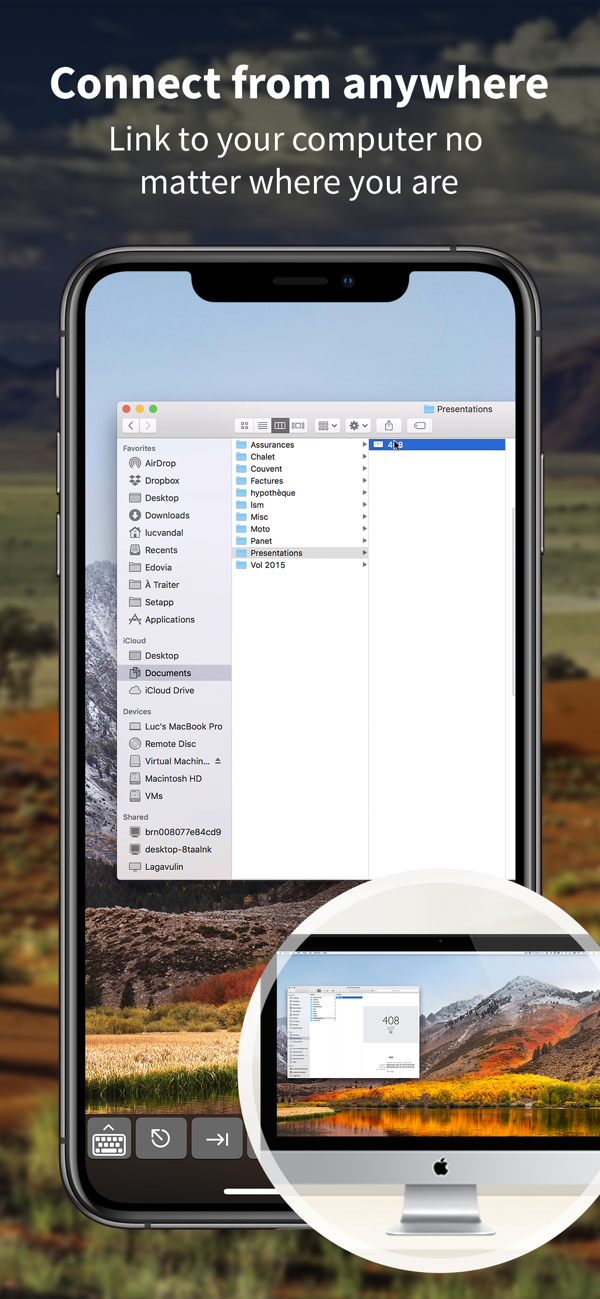 Connect from anywhere
Link to your computer no
matter where you are
Presentations
Favorites
AirDrop
Dropbox
Desktop
Downloads
lucvandal
Recents
Edovia
À Traiter
Setapp
Applications
iCloud
Desktop
Documents
iCloud Drive
Devices
Luc's MacBook Pro
Remote Disc
Virtual Machin...
Macintosh HD
VMs
Shared
brn008077e84cd9
desktop-8taalnk
Lagavulin
Assurances
Chalet
Couvent
Factures
hypothèque
Ism
Misc
Moto
Panet
Presentations
Vol 2015
408